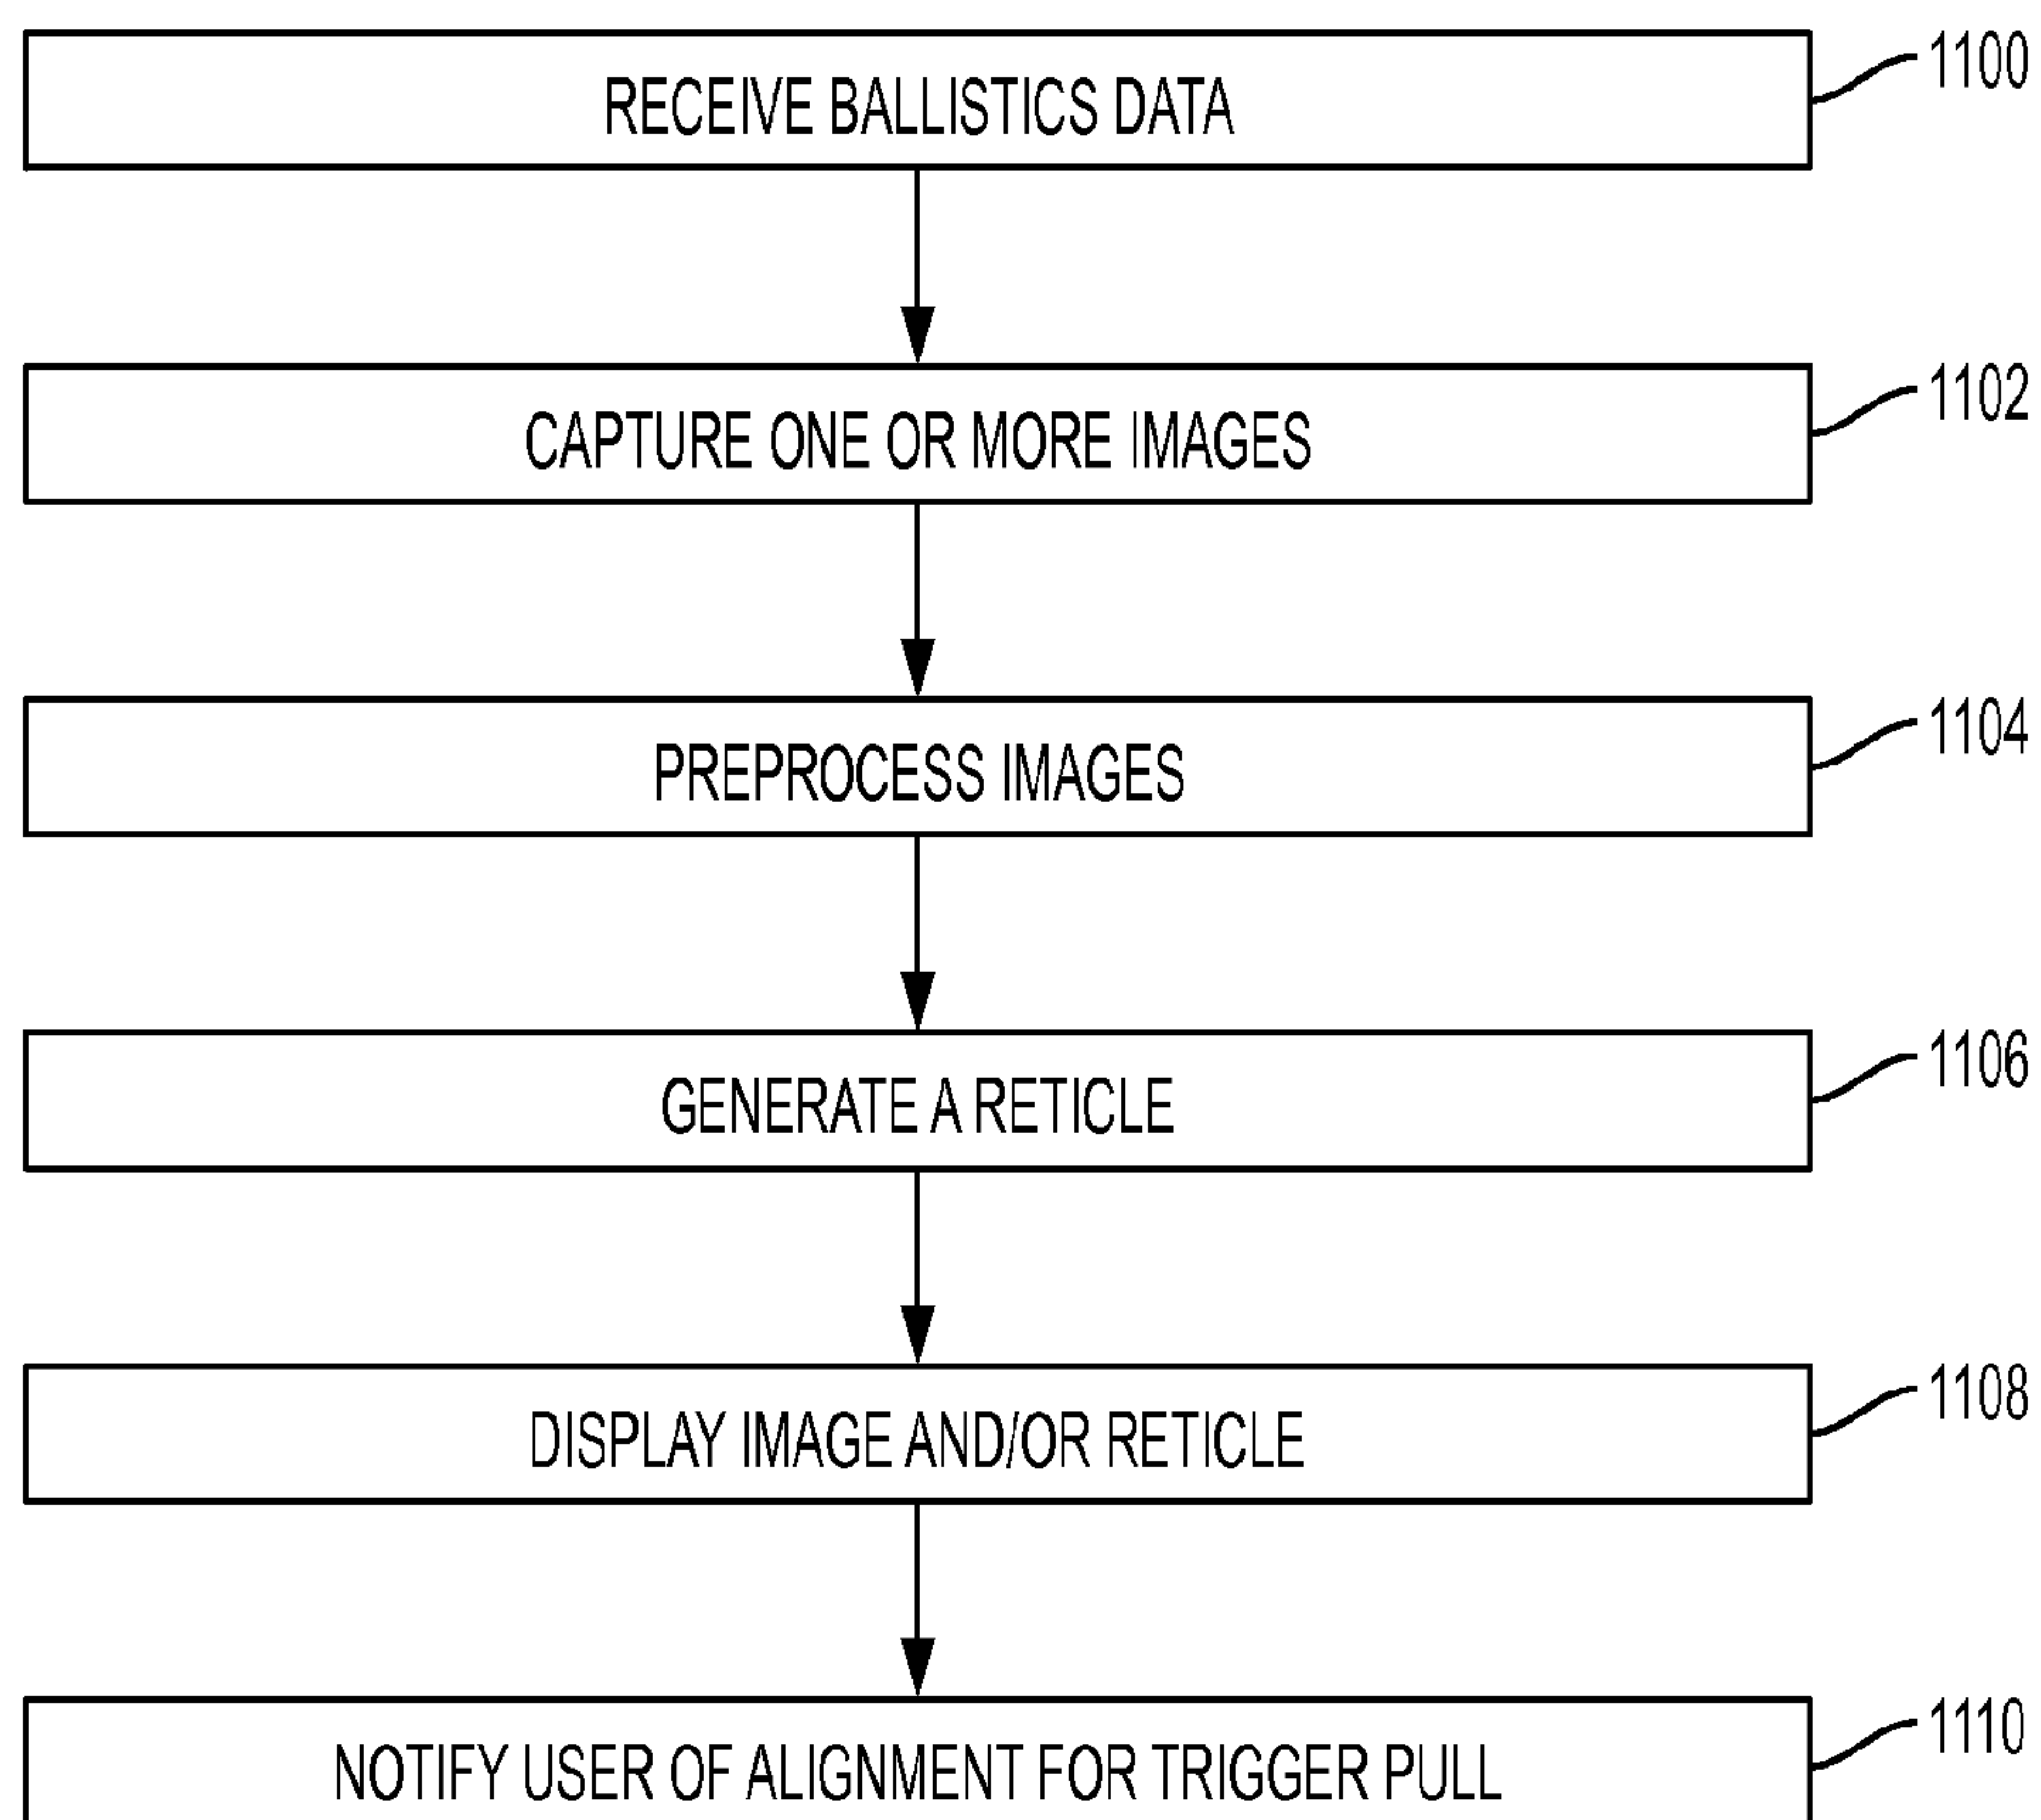 RECEIVE BALLISTICS DATA
1100
CAPTURE ONE OR MORE IMAGES
1102
PREPROCESS IMAGES
1104
GENERATE A RETICLE
1106
DISPLAY IMAGE AND/OR RETICLE
1108
NOTIFY USER OF ALIGNMENT FOR TRIGGER PULL
1110